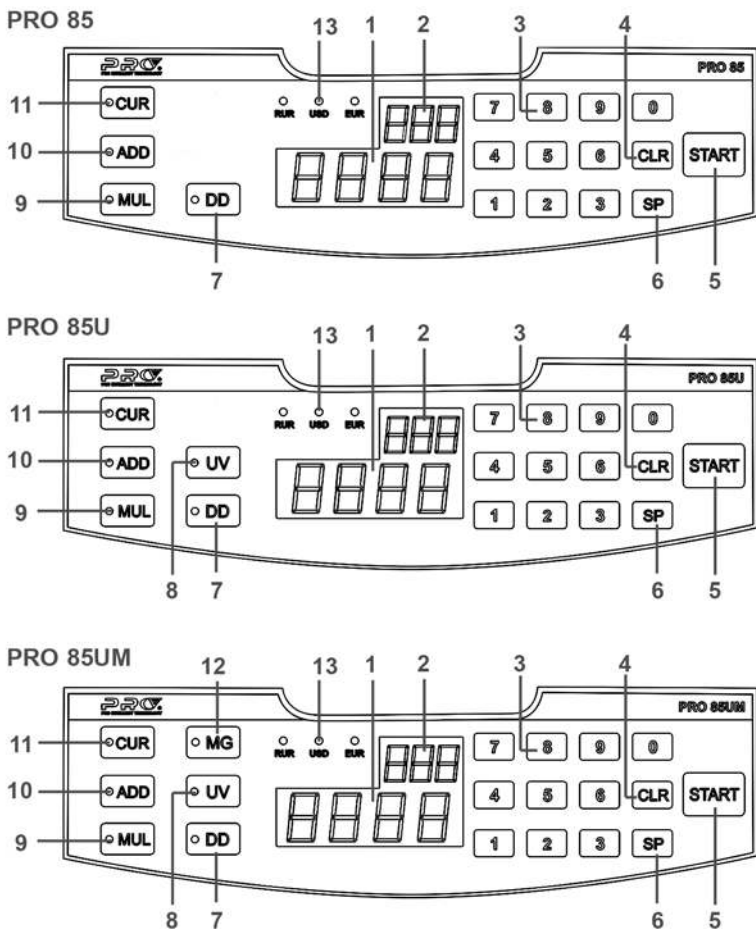 PRO 85
13 1 2 3 4
PRO
PRO 85
11 CUR RUR USD EUR 7 8 9 0
10 ADD 4 5 6 CLR START
9 MUL DD 1 2 3 SP
7 6 5
PRO 85U
13 1 2 3 4
PRO
PRO 85U
11 CUR RUR USD EUR 7 8 9 0
10 ADD UV 4 5 6 CLR START
9 MUL DD 1 2 3 SP
8 7 6 5
PRO 85UM
12 13 1 2 3 4
PRO
PRO 85UM
11 CUR MG RUR USD EUR 7 8 9 0
10 ADD UV 4 5 6 CLR START
9 MUL DD 1 2 3 SP
8 7 6 5